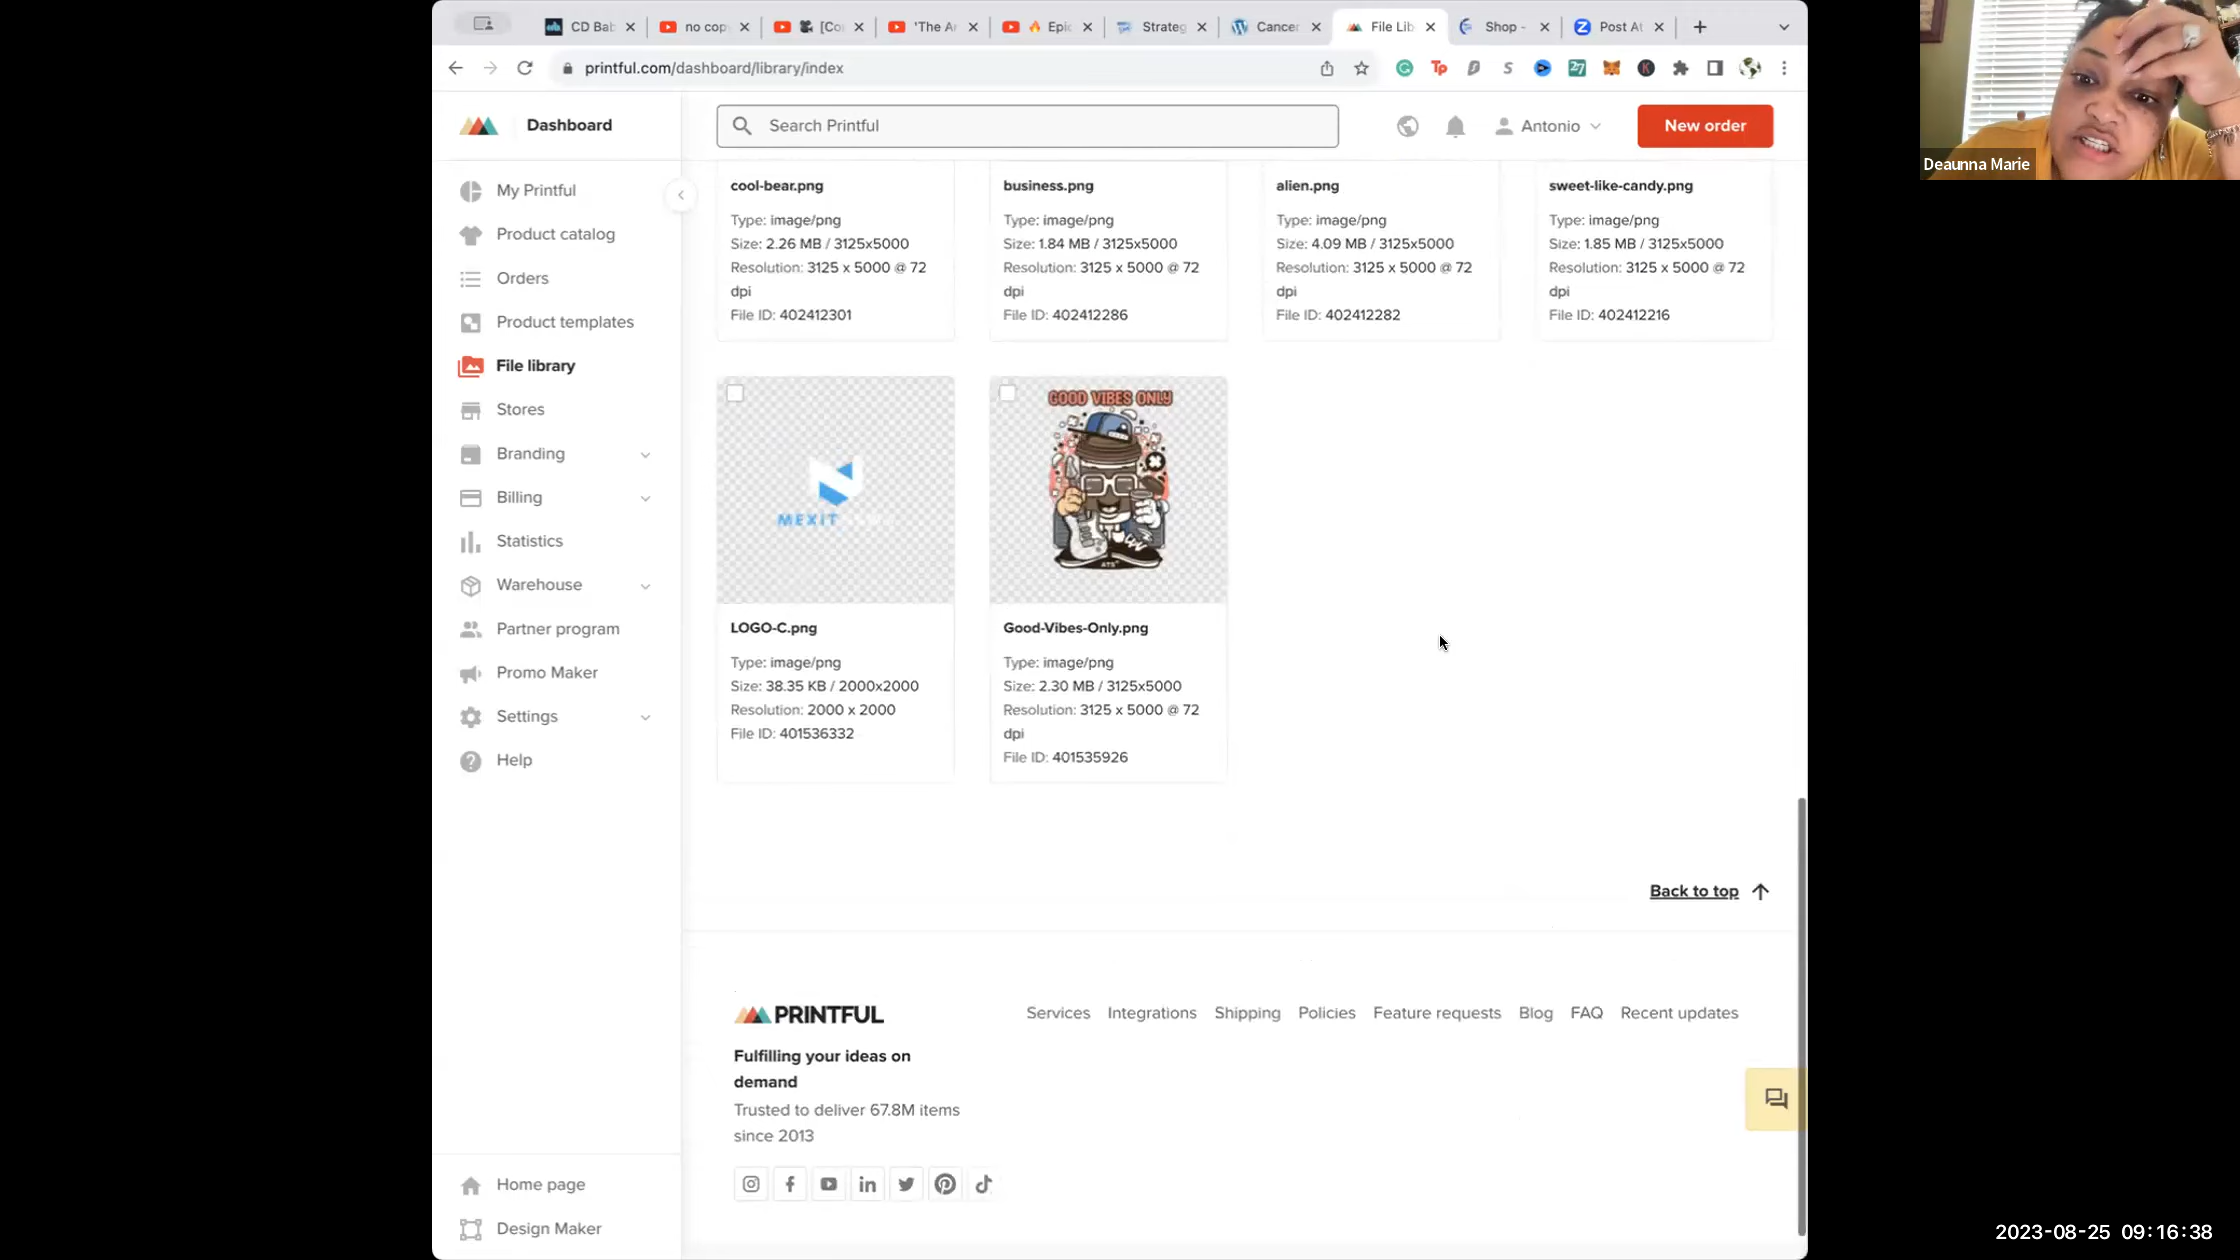 CD Bab
no cop
[Co
'The Ar
Epic
Strateg
Cancer
File Lib
Shop -
Post At
printful.com/dashboard/library/index
Dashboard
Search Printful
Antonio
New order
My Printful
Product catalog
Orders
Product templates
File library
Stores
Branding
Billing
Statistics
Warehouse
Partner program
Promo Maker
Settings
Help
Home page
Design Maker
cool-bear.png
Type: image/png
Size: 2.26 MB / 3125x5000
Resolution: 3125 x 5000 @ 72
dpi
File ID: 402412301
business.png
Type: image/png
Size: 1.84 MB / 3125x5000
Resolution: 3125 x 5000 @ 72
dpi
File ID: 402412286
alien.png
Type: image/png
Size: 4.09 MB / 3125x5000
Resolution: 3125 x 5000 @ 72
dpi
File ID: 402412282
sweet-like-candy.png
Type: image/png
Size: 1.85 MB / 3125x5000
Resolution: 3125 x 5000 @ 72
dpi
File ID: 402412216
MEXIT
LOGO-C.png
Type: image/png
Size: 38.35 KB / 2000x2000
Resolution: 2000 x 2000
File ID: 401536332
GOOD VIBES ONLY
Good-Vibes-Only.png
Type: image/png
Size: 2.30 MB / 3125x5000
Resolution: 3125 x 5000 @ 72
dpi
File ID: 401535926
Back to top
PRINTFUL
Services Integrations Shipping Policies Feature requests Blog FAQ Recent updates
Fulfilling your ideas on
demand
Trusted to deliver 67.8M items
since 2013
Deaunna Marie
2023-08-25 09:16:38